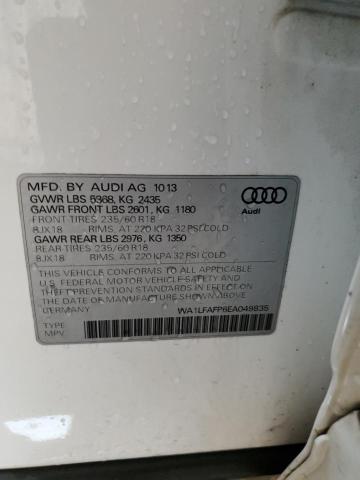 MFD. BY AUDI AG 10 13
GVWR LBS 5368, KG 2435
GAWR FRONT LBS 2601, KG 1180
FRONT TIRES 235/60 R18
8JX18 RIMS, AT 220 KPA 32 PSI COLD
GAWR REAR LBS 2976, KG 1350
REAR TIRES 235/60 R18
8JX18 RIMS, AT 220 KPA 32 PSI COLD
THIS VEHICLE CONFORMS TO ALL APPLICABLE
U.S. FEDERAL MOTOR VEHICLE SAFETY AND
THEFT PREVENTION STANDARDS IN EFFECT ON
THE DATE OF MANUFACTURE SHOWN ABOVE.
GERMANY
WA1LFAFP6EA049835
TYPE:
MPV
Audi